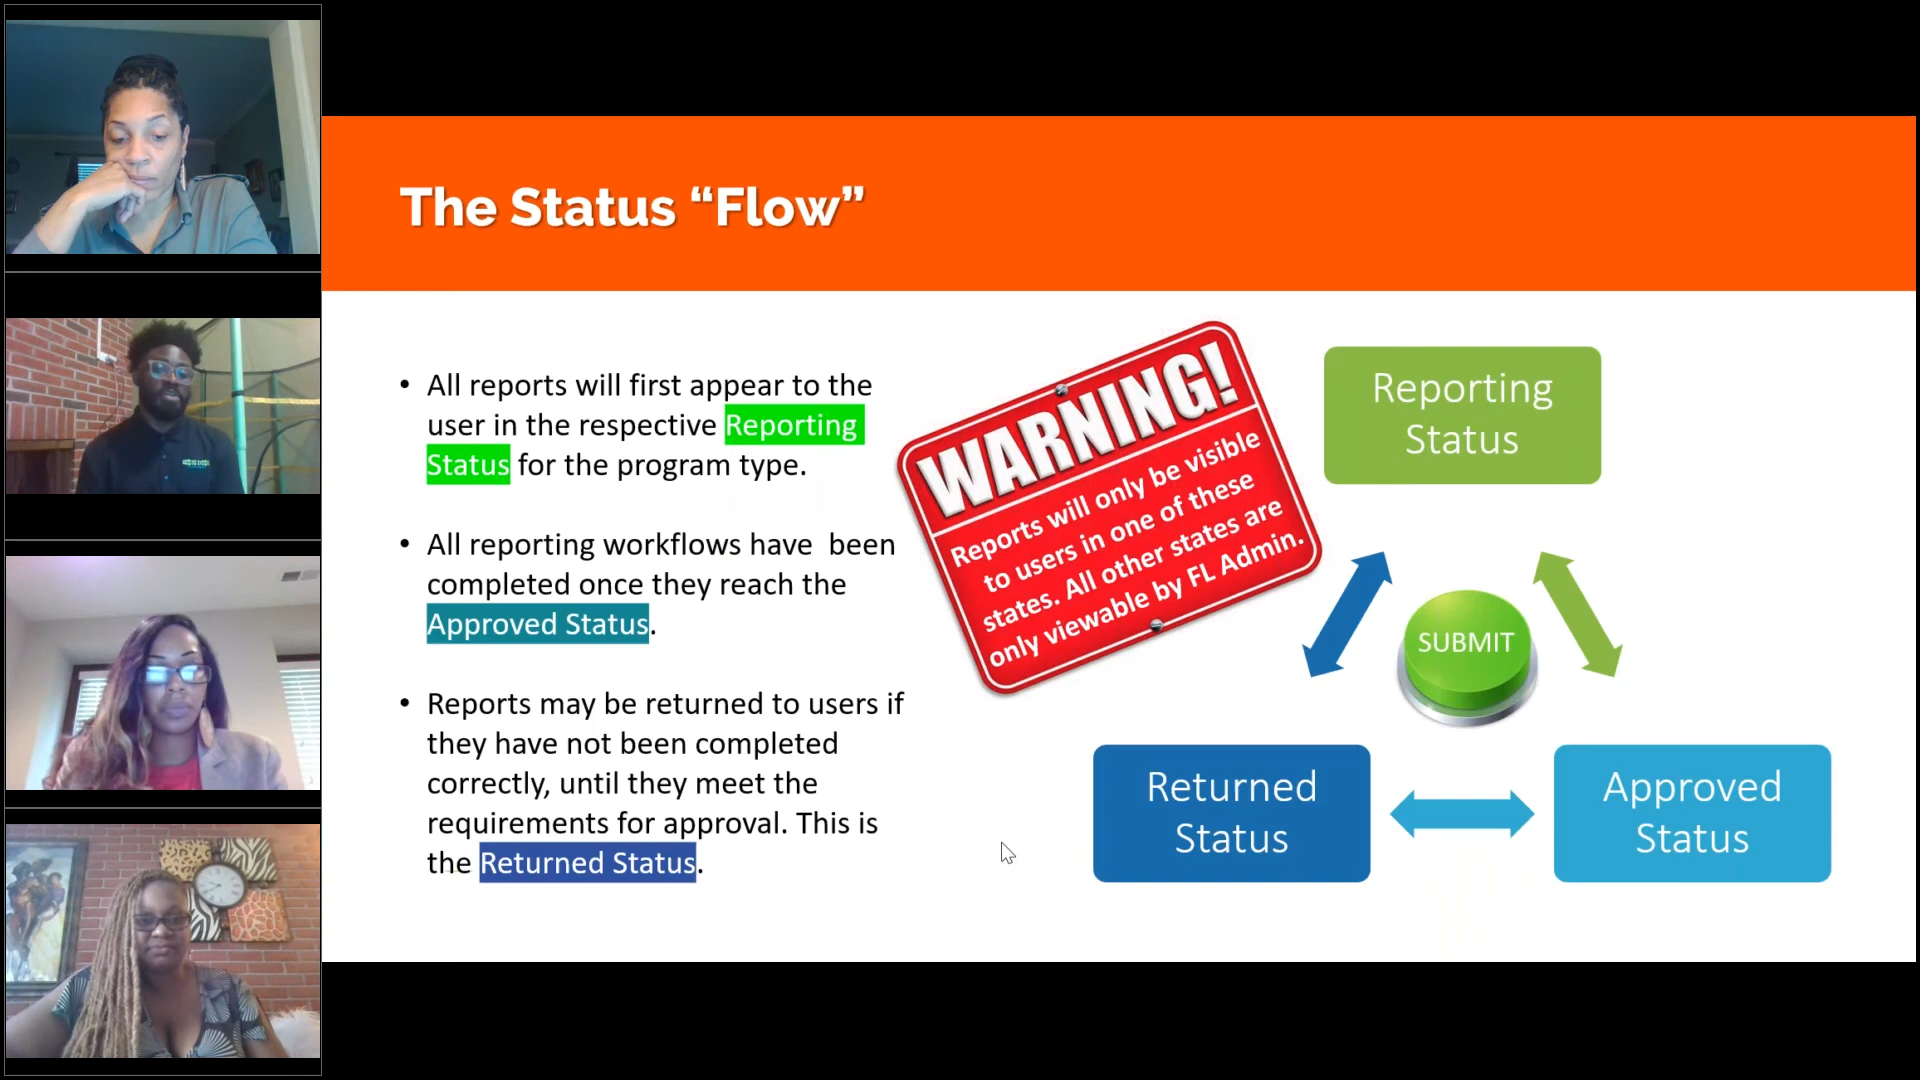 The Status “Flow”
• All reports will first appear to the
user in the respective Reporting
Status for the program type.
• All reporting workflows have  been
completed once they reach the
Approved Status.
• Reports may be returned to users if
they have not been completed
correctly, until they meet the
requirements for approval. This is
the Returned Status.
WARNING!
Reports will only be visible
to users in one of these
states. All other states are
only viewable by FL Admin.
Reporting
Status
SUBMIT
Returned
Status
Approved
Status